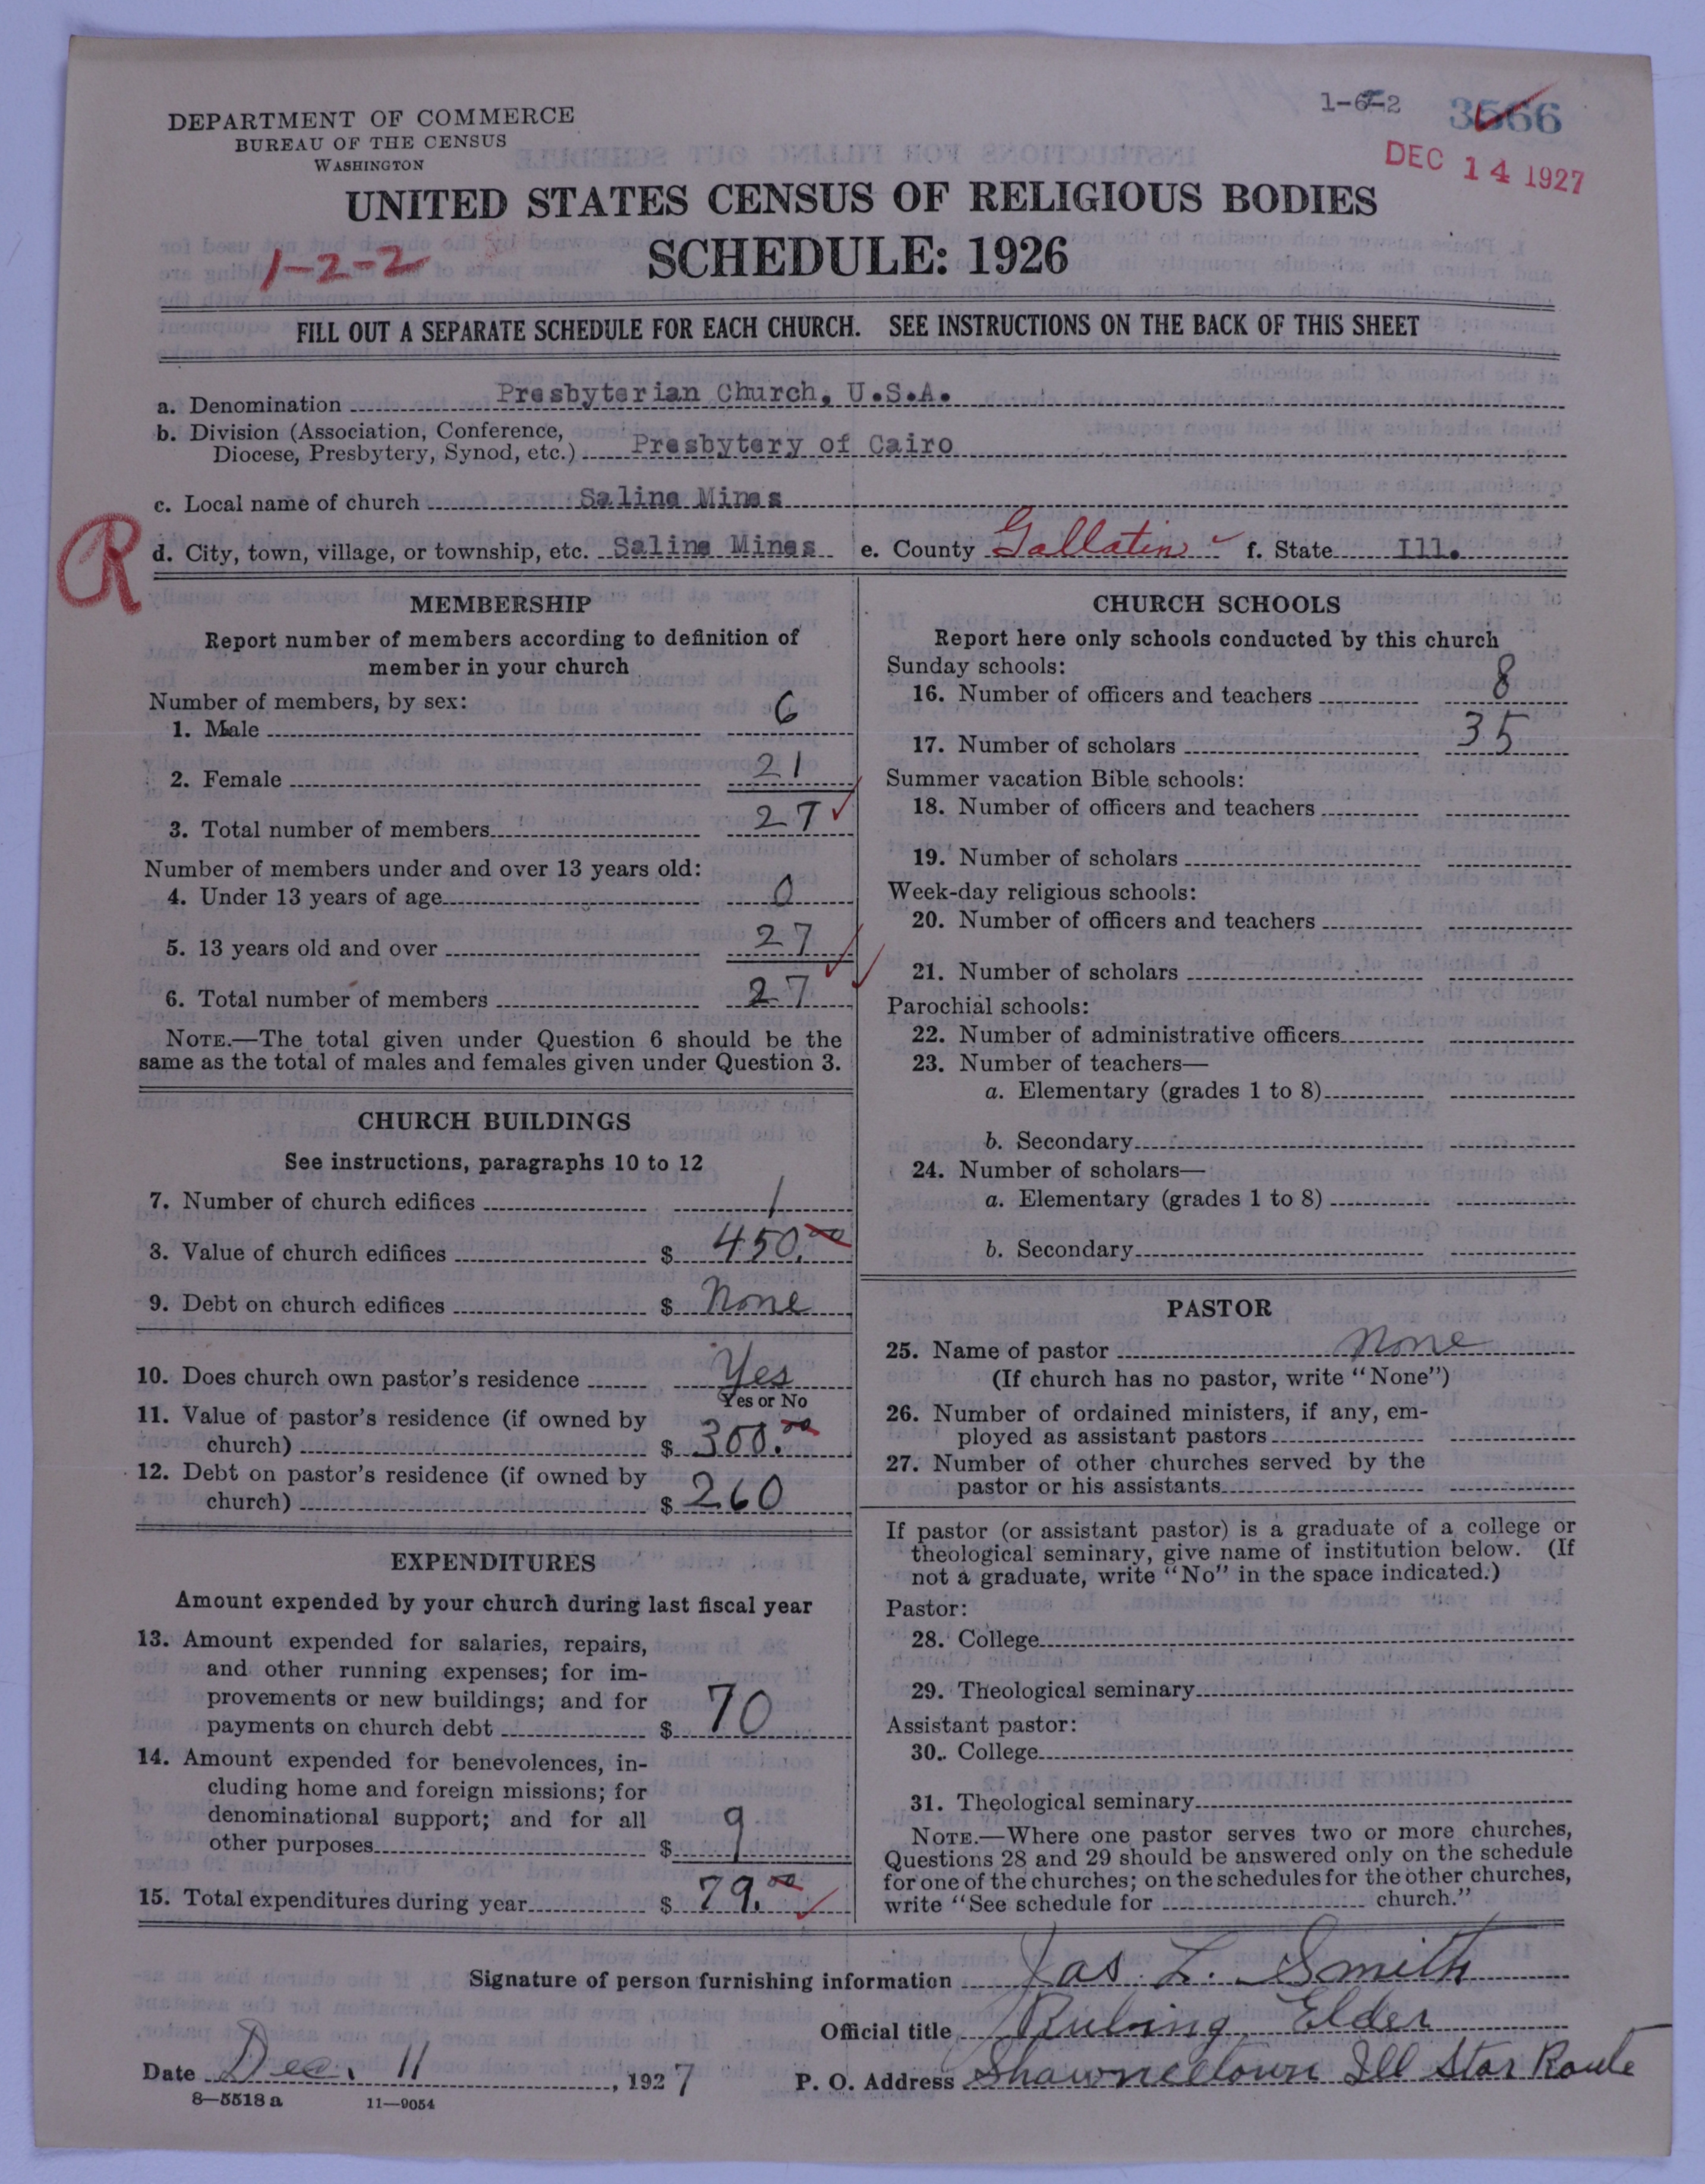 1-6-2 3566
DEPARTMENT OF COMMERCE
BUREAU OF THE CENSUS
WASHINGTON
DEC 14 1927
UNITED STATES CENSUS OF RELIGIOUS BODIES
1-2-2
SCHEDULE: 1926
FILL OUT A SEPARATE SCHEDULE FOR EACH CHURCH. SEE INSTRUCTIONS ON THE BACK OF THIS SHEET
a. Denomination Presbyterian Church, U.S.A.
b. Division (Association, Conference,
Diocese, Presbytery, Synod, etc.) Presbytery of Cairo
c. Local name of church Saline Mines
R
d. City, town, village, or township, etc. Saline Mines e. County Gallatin f. State Ill.
MEMBERSHIP
Report number of members according to definition of
member in your church
Number of members, by sex:
1. Male 6
2. Female 21
3. Total number of members 27
Number of members under and over 13 years old:
4. Under 13 years of age 0
5. 13 years old and over 27
6. Total number of members 27
NOTE.—The total given under Question 6 should be the
same as the total of males and females given under Question 3.
CHURCH BUILDINGS
See instructions, paragraphs 10 to 12
7. Number of church edifices 1
8. Value of church edifices $ 450.00
9. Debt on church edifices $ None
10. Does church own pastor's residence Yes
Yes or No
11. Value of pastor's residence (if owned by
church) $ 300.00
12. Debt on pastor's residence (if owned by
church) $ 260
EXPENDITURES
Amount expended by your church during last fiscal year
13. Amount expended for salaries, repairs,
and other running expenses; for im-
provements or new buildings; and for
payments on church debt $ 70
14. Amount expended for benevolences, in-
cluding home and foreign missions; for
denominational support; and for all
other purposes $ 9
15. Total expenditures during year $ 79.00
CHURCH SCHOOLS
Report here only schools conducted by this church
Sunday schools:
16. Number of officers and teachers 8
17. Number of scholars 35
Summer vacation Bible schools:
18. Number of officers and teachers
19. Number of scholars
Week-day religious schools:
20. Number of officers and teachers
21. Number of scholars
Parochial schools:
22. Number of administrative officers
23. Number of teachers—
a. Elementary (grades 1 to 8)
b. Secondary
24. Number of scholars—
a. Elementary (grades 1 to 8)
b. Secondary
PASTOR
25. Name of pastor None
(If church has no pastor, write "None")
26. Number of ordained ministers, if any, em-
ployed as assistant pastors
27. Number of other churches served by the
pastor or his assistants
If pastor (or assistant pastor) is a graduate of a college or
theological seminary, give name of institution below. (If
not a graduate, write "No" in the space indicated.)
Pastor:
28. College
29. Theological seminary
Assistant pastor:
30. College
31. Theological seminary
NOTE.—Where one pastor serves two or more churches,
Questions 28 and 29 should be answered only on the schedule
for one of the churches; on the schedules for the other churches,
write "See schedule for church."
Signature of person furnishing information Jas. L. Smith
Official title Ruling Elder
Date Dec. 11, 1927 P. O. Address Shawneetown Ill Star Route
8—5518 a 11—9054